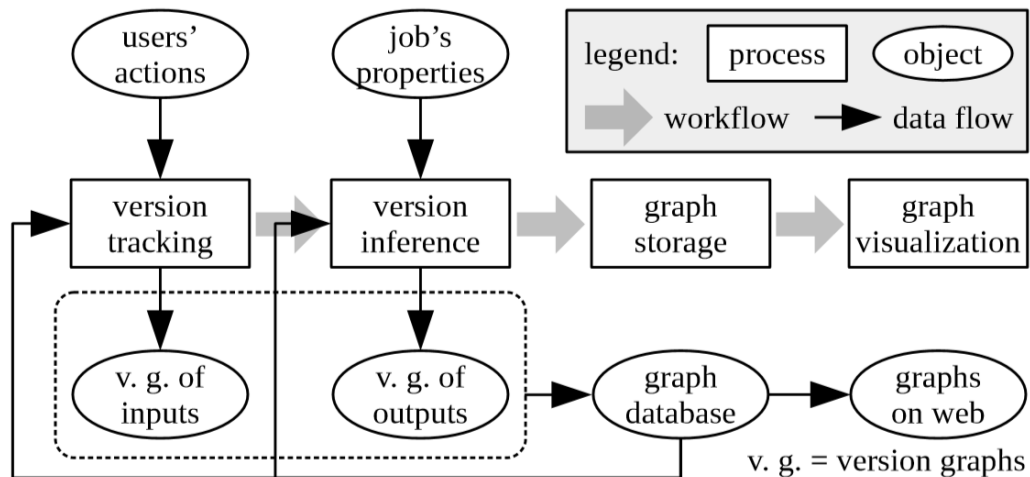 users’
actions
job’s
properties
legend:
process
object
workflow
data flow
version
tracking
version
inference
graph
storage
graph
visualization
v. g. of
inputs
v. g. of
outputs
graph
database
graphs
on web
v. g. = version graphs